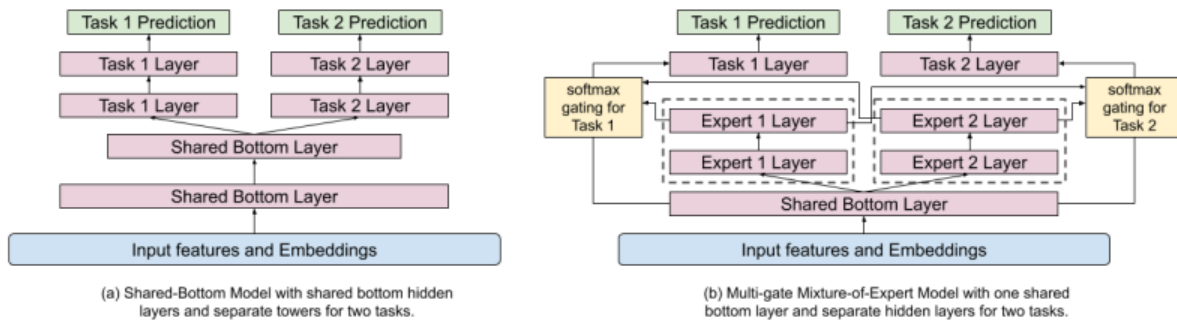 Task 1 Prediction
Task 2 Prediction
Task 1 Layer
Task 2 Layer
Task 1 Layer
Task 2 Layer
Shared Bottom Layer
Shared Bottom Layer
Input features and Embeddings
(a) Shared-Bottom Model with shared bottom hidden
layers and separate towers for two tasks.
Task 1 Prediction
Task 2 Prediction
Task 1 Layer
Task 2 Layer
softmax
gating for
Task 1
softmax
gating for
Task 2
Expert 1 Layer
Expert 2 Layer
Expert 1 Layer
Expert 2 Layer
Shared Bottom Layer
Input features and Embeddings
(b) Multi-gate Mixture-of-Expert Model with one shared
bottom layer and separate hidden layers for two tasks.